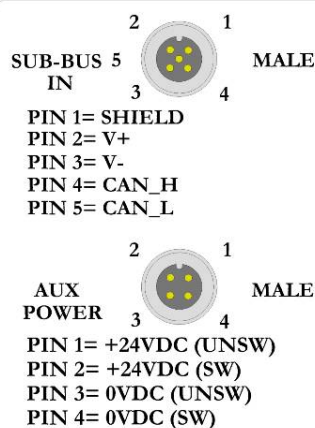 2 1
SUB-BUS 5 MALE
IN
3 4
PIN 1= SHIELD
PIN 2= V+
PIN 3= V-
PIN 4= CAN_H
PIN 5= CAN_L
2 1
AUX MALE
POWER
3 4
PIN 1= +24VDC (UNSW)
PIN 2= +24VDC (SW)
PIN 3= 0VDC (UNSW)
PIN 4= 0VDC (SW)